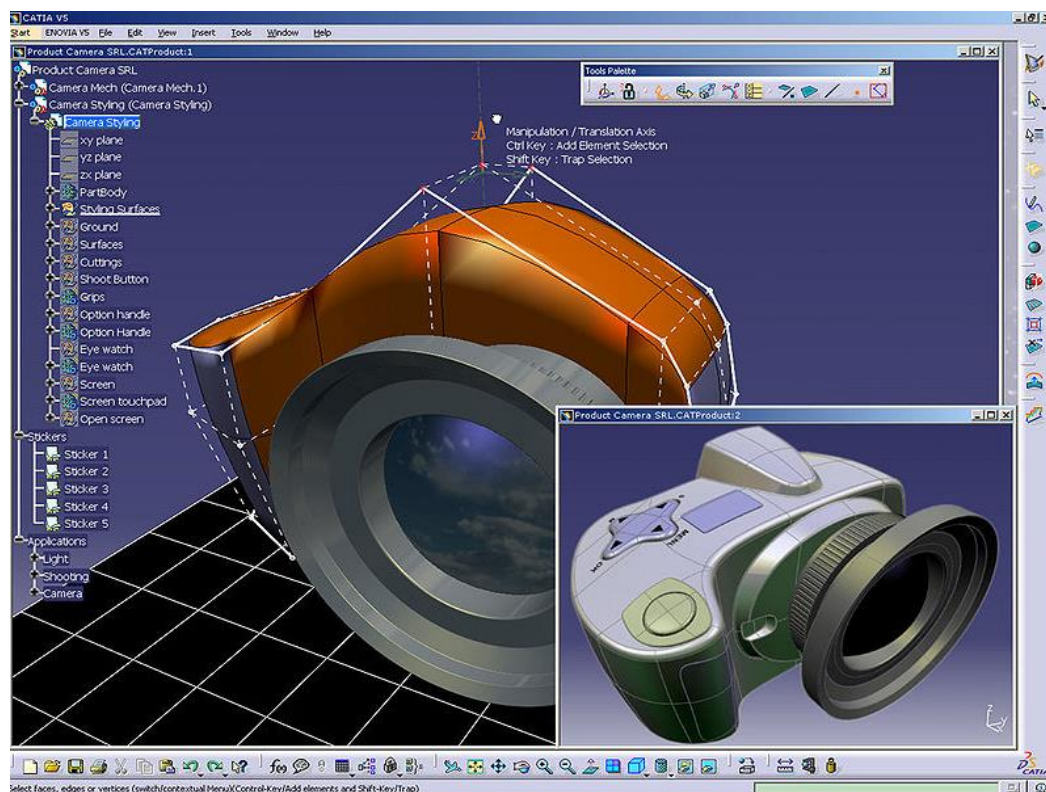 CATIA V5
Start ENOVIA V5 File Edit View Insert Tools Window Help
Product Camera SRL.CATProduct:1
Product Camera SRL
Camera Mech (Camera Mech.1)
Camera Styling (Camera Styling)
Camera Styling
xy plane
yz plane
zx plane
PartBody
Styling Surfaces
Ground
Surfaces
Cuttings
Shoot Button
Grips
Option handle
Option Handle
Eye watch
Eye watch
Screen
Screen touchpad
Open screen
Stickers
Sticker 1
Sticker 2
Sticker 3
Sticker 4
Sticker 5
Applications
Light
Shooting
Camera
Tools Palette
z
Manipulation / Translation Axis
Ctrl Key : Add Element Selection
Shift Key : Trap Selection
Product Camera SRL.CATProduct:2
MENU
OK
z
y
x
f(x)
CATIA
Select faces, edges or vertices (switch/contextual Menu)(Control-Key/Add elements and Shift-Key/Trap)